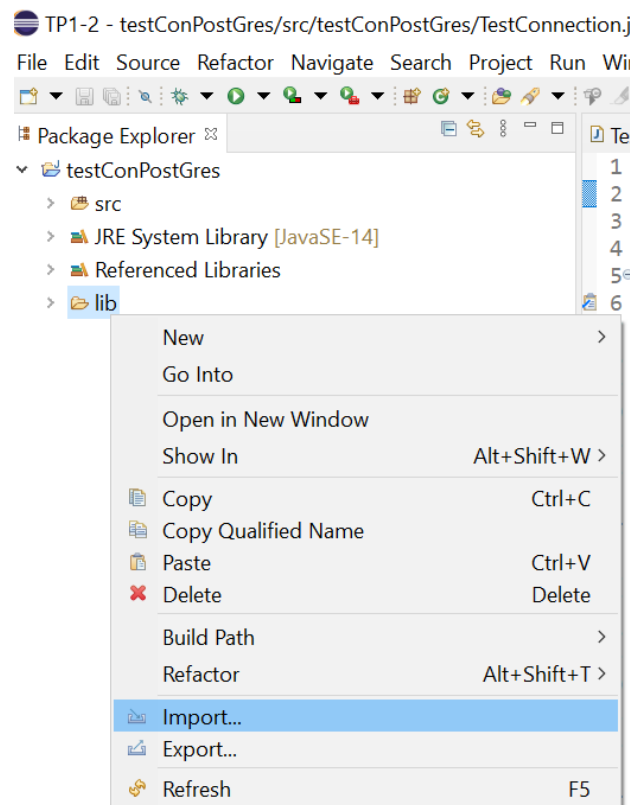 TP1-2 - testConPostGres/src/testConPostGres/TestConnection.j
File Edit Source Refactor Navigate Search Project Run Wi
Package Explorer
Te
testConPostGres
1
src
2
JRE System Library [JavaSE-14]
3
4
Referenced Libraries
5
lib
6
New
Go Into
Open in New Window
Show In Alt+Shift+W
Copy Ctrl+C
Copy Qualified Name
Paste Ctrl+V
Delete Delete
Build Path
Refactor Alt+Shift+T
Import...
Export...
Refresh F5